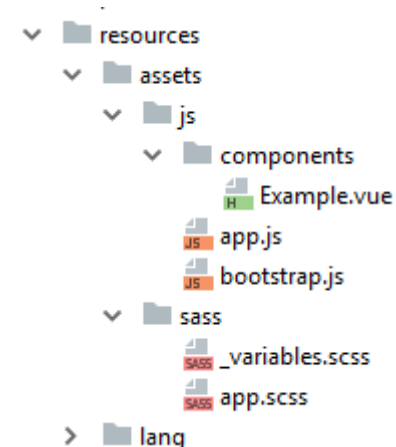 resources
assets
js
components
H Example.vue
JS app.js
JS bootstrap.js
sass
SASS _variables.scss
SASS app.scss
lang